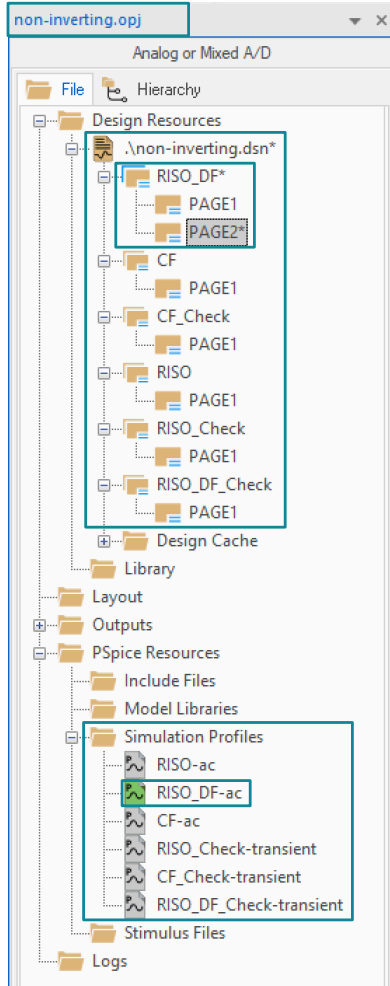 non-inverting.opj
Analog or Mixed A/D
File Hierarchy
Design Resources
.\non-inverting.dsn*
RISO_DF*
PAGE1
PAGE2*
CF
PAGE1
CF_Check
PAGE1
RISO
PAGE1
RISO_Check
PAGE1
RISO_DF_Check
PAGE1
Design Cache
Library
Layout
Outputs
PSpice Resources
Include Files
Model Libraries
Simulation Profiles
RISO-ac
RISO_DF-ac
CF-ac
RISO_Check-transient
CF_Check-transient
RISO_DF_Check-transient
Stimulus Files
Logs